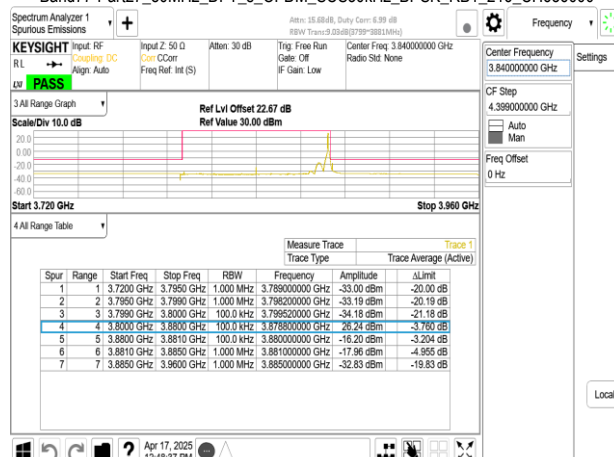 Spectrum Analyzer 1
Spurious Emissions
Attn: 15.68dB, Duty Corr: 6.99 dB
RBW Trans:9.03dB(3799~3881MHz)
Frequency
Settings
KEYSIGHT
Input: RF
Input Z: 50 Ω
Atten: 30 dB
Trig: Free Run
Center Freq: 3.840000000 GHz
RL
Coupling: DC
Corr CCorr
Gate: Off
Radio Std: None
Align: Auto
Freq Ref: Int (S)
IF Gain: Low
LXI
PASS
Center Frequency
3.840000000 GHz
CF Step
4.399000000 GHz
Auto
Man
Freq Offset
0 Hz
3 All Range Graph
Scale/Div 10.0 dB
Ref Lvl Offset 22.67 dB
Ref Value 30.00 dBm
20.0
0.00
-20.0
-40.0
-60.0
Start 3.720 GHz
Stop 3.960 GHz
4 All Range Table
Measure Trace Trace 1
Trace Type Trace Average (Active)
Spur Range Start Freq Stop Freq RBW Frequency Amplitude ΔLimit
1 1 3.7200 GHz 3.7950 GHz 1.000 MHz 3.789000000 GHz -33.00 dBm -20.00 dB
2 2 3.7950 GHz 3.7990 GHz 1.000 MHz 3.798200000 GHz -33.19 dBm -20.19 dB
3 3 3.7990 GHz 3.8000 GHz 100.0 kHz 3.799520000 GHz -34.18 dBm -21.18 dB
4 4 3.8000 GHz 3.8800 GHz 100.0 kHz 3.878800000 GHz 26.24 dBm -3.760 dB
5 5 3.8800 GHz 3.8810 GHz 100.0 kHz 3.880000000 GHz -16.20 dBm -3.204 dB
6 6 3.8810 GHz 3.8850 GHz 1.000 MHz 3.881000000 GHz -17.96 dBm -4.955 dB
7 7 3.8850 GHz 3.9600 GHz 1.000 MHz 3.885000000 GHz -32.83 dBm -19.83 dB
Local
Apr 17, 2025